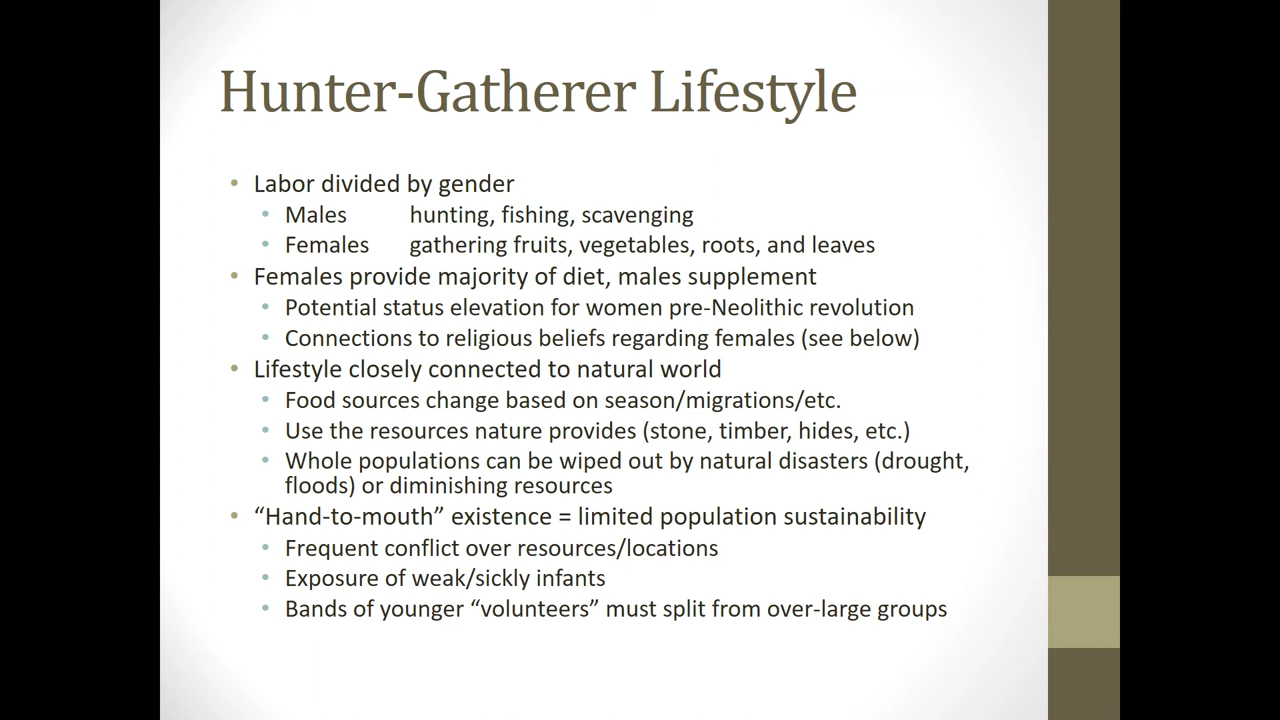 Hunter-Gatherer Lifestyle
• Labor divided by gender
• Males hunting, fishing, scavenging
• Females gathering fruits, vegetables, roots, and leaves
• Females provide majority of diet, males supplement
• Potential status elevation for women pre-Neolithic revolution
• Connections to religious beliefs regarding females (see below)
• Lifestyle closely connected to natural world
• Food sources change based on season/migrations/etc.
• Use the resources nature provides (stone, timber, hides, etc.)
• Whole populations can be wiped out by natural disasters (drought,
floods) or diminishing resources
• “Hand-to-mouth” existence = limited population sustainability
• Frequent conflict over resources/locations
• Exposure of weak/sickly infants
• Bands of younger “volunteers” must split from over-large groups